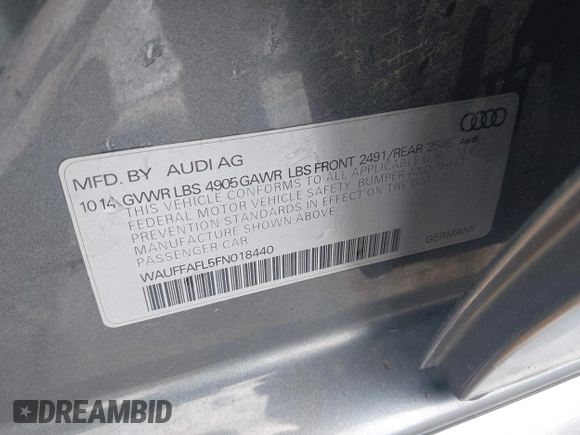 MFD. BY AUDI AG
Audi
10 14 GVWR LBS 4905 GAWR LBS FRONT 2491/REAR 2546
THIS VEHICLE CONFORMS TO ALL APPLICABLE
FEDERAL MOTOR VEHICLE SAFETY, BUMPER AND THEFT
PREVENTION STANDARDS IN EFFECT ON THE DATE OF
MANUFACTURE SHOWN ABOVE
PASSENGER CAR
WAUFFAFL5FN018440
GERMANY
DREAMBID